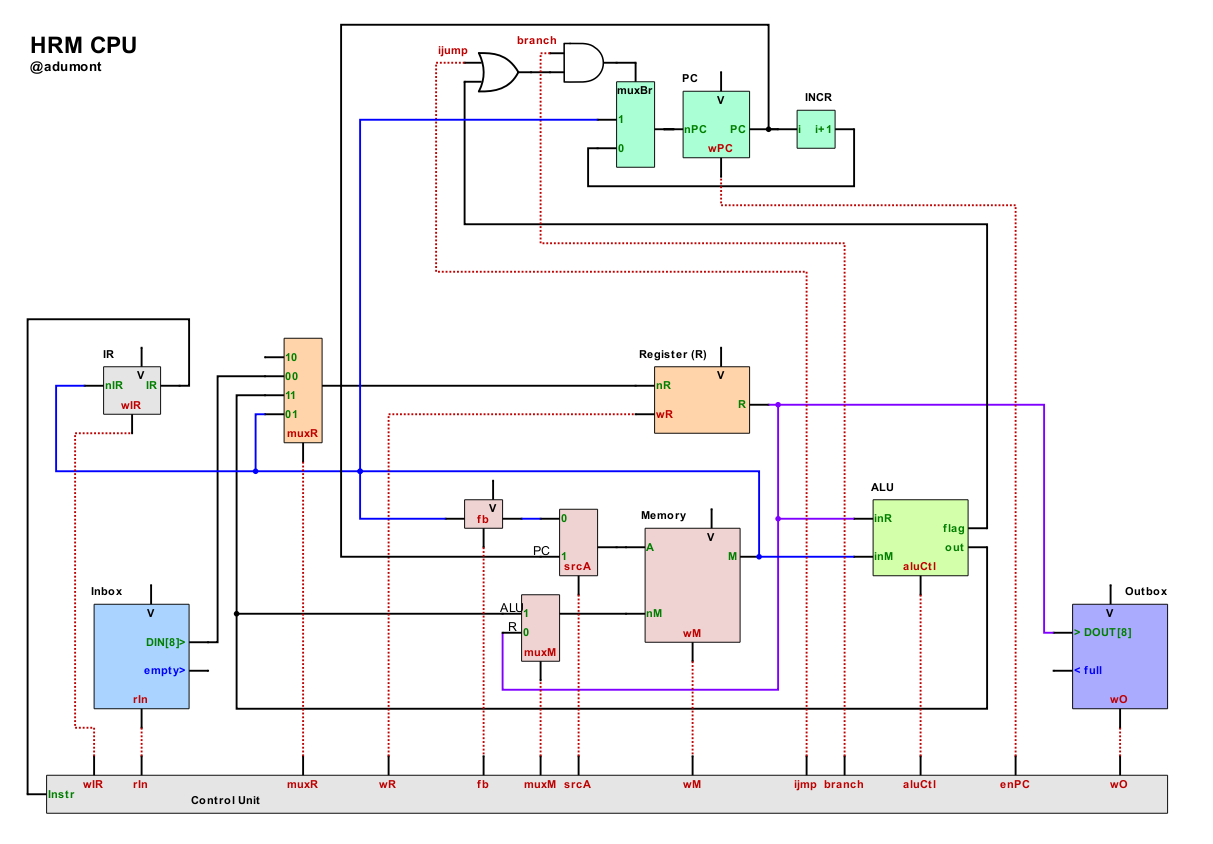 HRM CPU
@adumont
ijump
branch
muxBr
1
0
PC
V
nPC
PC
wPC
INCR
i
i+1
IR
V
nIR
IR
wIR
10
00
11
01
muxR
Register (R)
V
nR
R
wR
V
fb
0
PC
1
srcA
Memory
V
A
M
nM
wM
ALU
inR
flag
out
inM
aluCtl
ALU
1
R
0
muxM
Inbox
V
DIN[8]>
empty>
rIn
Outbox
V
> DOUT[8]
< full
wO
wIR
rIn
muxR
wR
fb
muxM
srcA
wM
ijmp
branch
aluCtl
enPC
wO
Instr
Control Unit